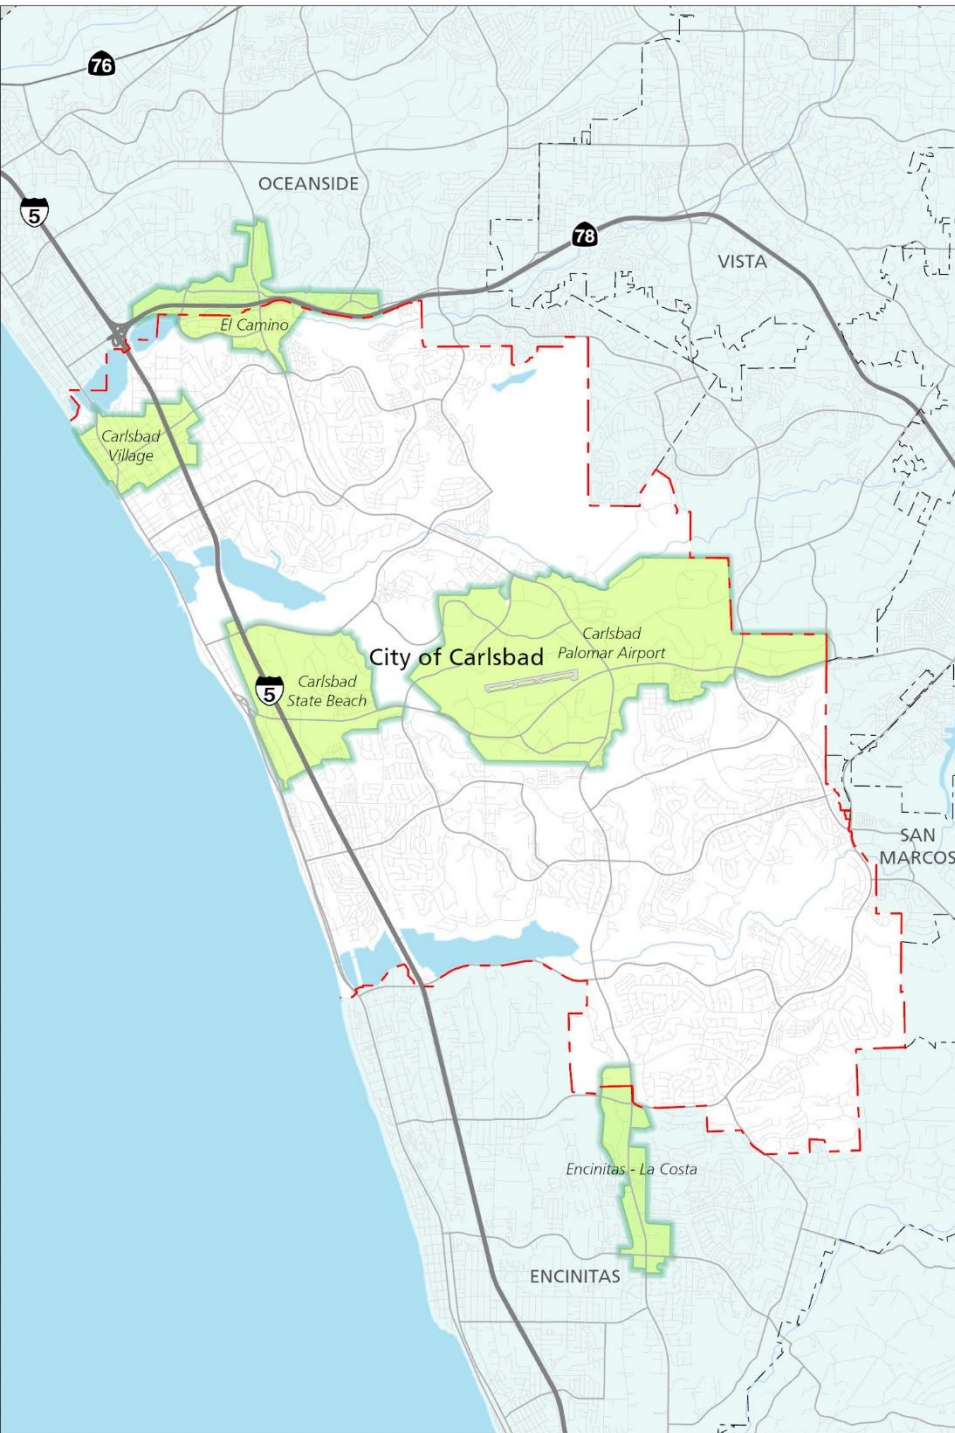 76
OCEANSIDE
5
78
VISTA
El Camino
Carlsbad
Village
Carlsbad
Palomar Airport
City of Carlsbad
Carlsbad
State Beach
5
SAN
MARCOS
Encinitas - La Costa
ENCINITAS